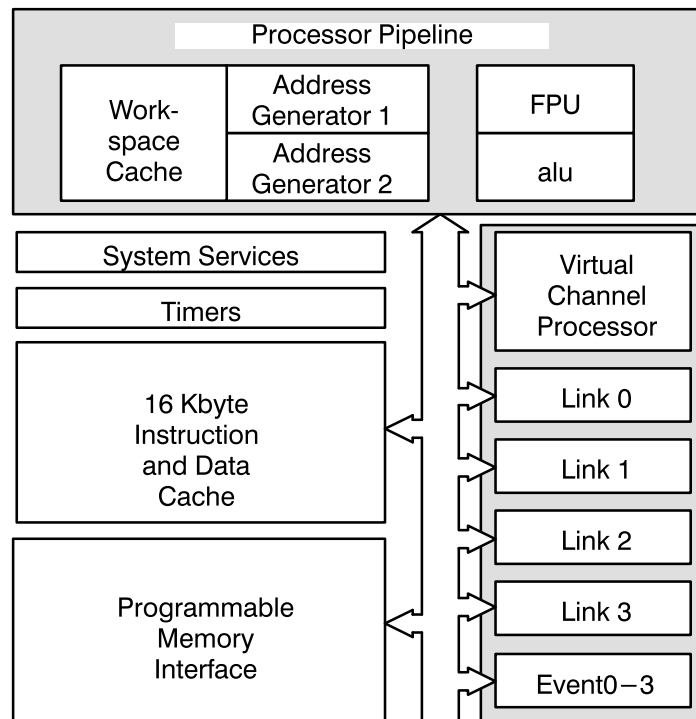 Processor Pipeline
Work-
space
Cache
Address
Generator 1
Address
Generator 2
FPU
alu
System Services
Timers
16 Kbyte
Instruction
and Data
Cache
Programmable
Memory
Interface
Virtual
Channel
Processor
Link 0
Link 1
Link 2
Link 3
Event0−3